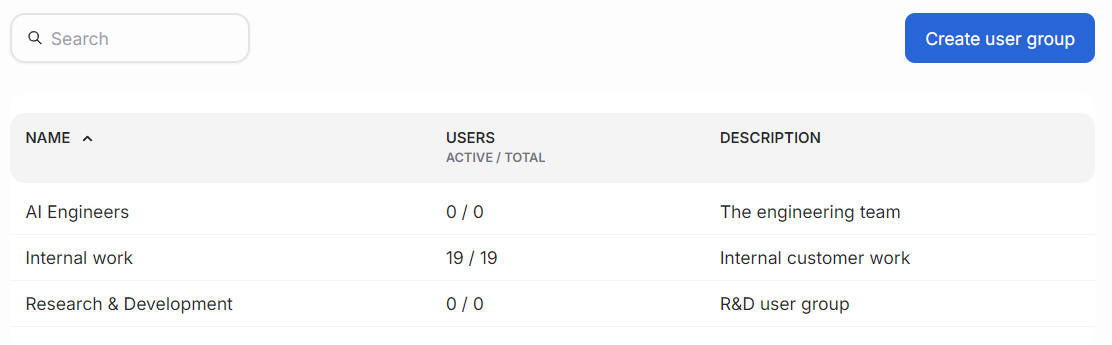 Search
Create user group
NAME
USERS
DESCRIPTION
ACTIVE / TOTAL
AI Engineers 0 / 0 The engineering team
Internal work 19 / 19 Internal customer work
Research & Development 0 / 0 R&D user group